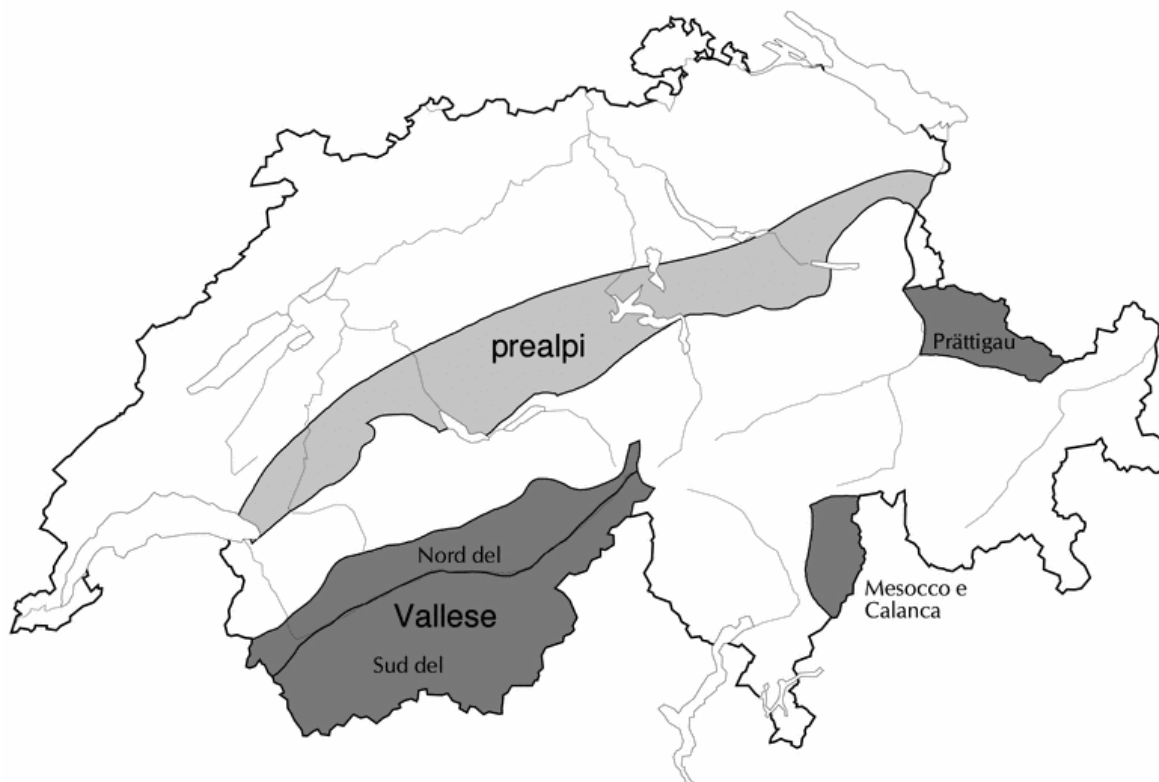 prealpi
Prättigau
Nord del
Vallese
Sud del
Mesocco e
Calanca